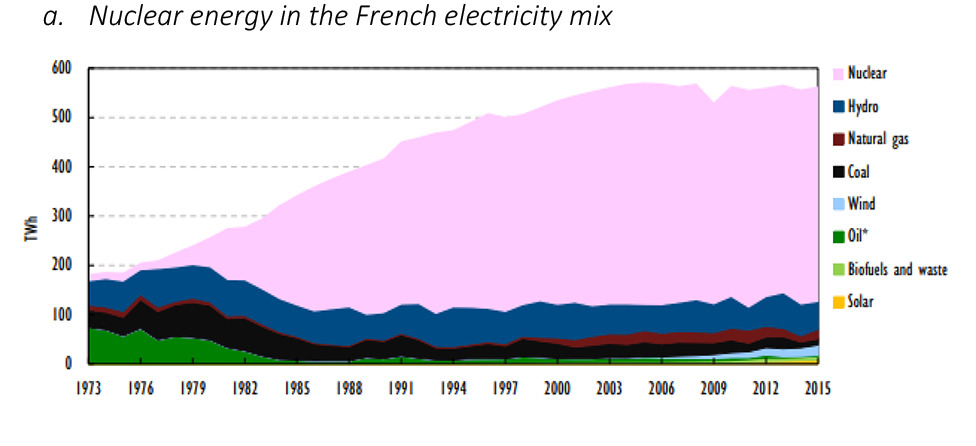 a. Nuclear energy in the French electricity mix
600
500
400
300
200
100
0
TWh
1973 1976 1979 1982 1985 1988 1991 1994 1997 2000 2003 2006 2009 2012 2015
Nuclear
Hydro
Natural gas
Coal
Wind
Oil*
Biofuels and waste
Solar